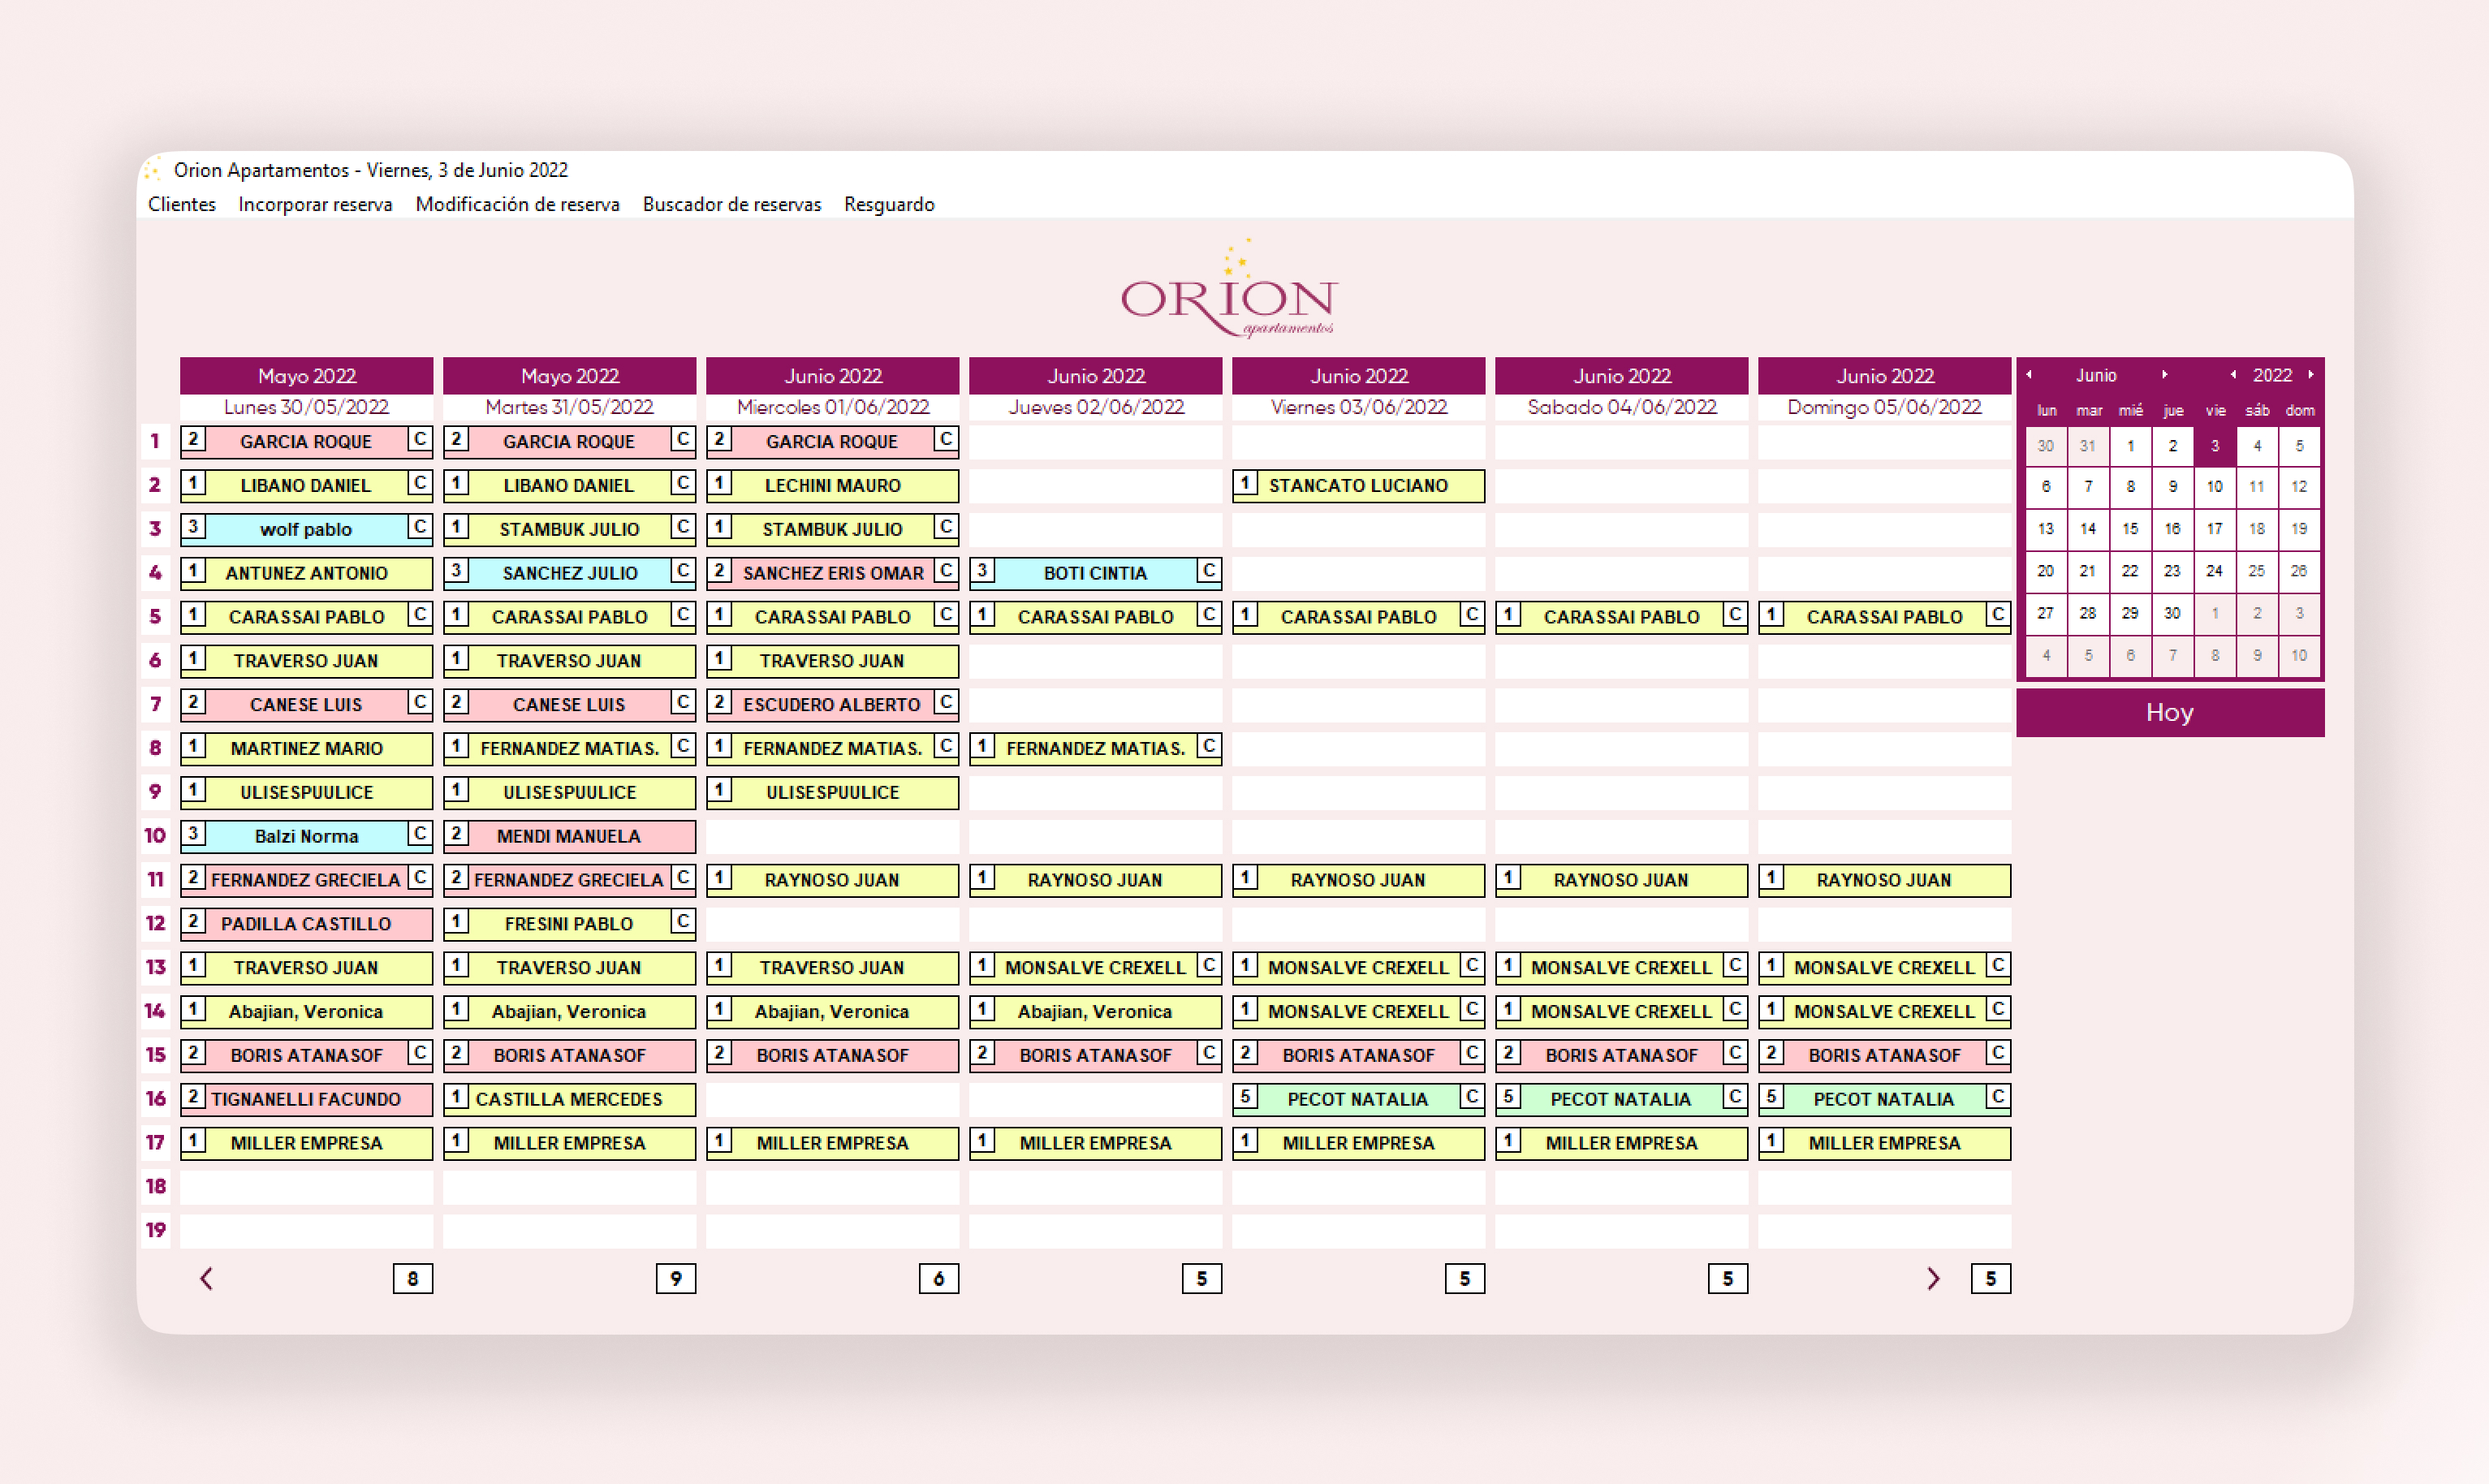 Orion Apartamentos - Viernes, 3 de Junio 2022
Clientes Incorporar reserva Modificación de reserva Buscador de reservas Resguardo
ORION
apartamentos
Mayo 2022 Mayo 2022 Junio 2022 Junio 2022 Junio 2022 Junio 2022 Junio 2022 Junio 2022
Lunes 30/05/2022 Martes 31/05/2022 Miercoles 01/06/2022 Jueves 02/06/2022 Viernes 03/06/2022 Sabado 04/06/2022 Domingo 05/06/2022
1 2 GARCIA ROQUE C 2 GARCIA ROQUE C 2 GARCIA ROQUE C
2 1 LIBANO DANIEL C 1 LIBANO DANIEL C 1 LECHINI MAURO 1 STANCATO LUCIANO
3 3 wolf pablo C 1 STAMBUK JULIO C 1 STAMBUK JULIO C
4 1 ANTUNEZ ANTONIO 3 SANCHEZ JULIO C 2 SANCHEZ ERIS OMAR C 3 BOTI CINTIA C
5 1 CARASSAI PABLO C 1 CARASSAI PABLO C 1 CARASSAI PABLO C 1 CARASSAI PABLO C 1 CARASSAI PABLO C 1 CARASSAI PABLO C 1 CARASSAI PABLO C
6 1 TRAVERSO JUAN 1 TRAVERSO JUAN 1 TRAVERSO JUAN
7 2 CANESE LUIS C 2 CANESE LUIS C 2 ESCUDERO ALBERTO C
8 1 MARTINEZ MARIO 1 FERNANDEZ MATIAS. C 1 FERNANDEZ MATIAS. C 1 FERNANDEZ MATIAS. C
9 1 ULISESPUULICE 1 ULISESPUULICE 1 ULISESPUULICE
10 3 Balzi Norma C 2 MENDI MANUELA
11 2 FERNANDEZ GRECIELA C 2 FERNANDEZ GRECIELA C 1 RAYNOSO JUAN 1 RAYNOSO JUAN 1 RAYNOSO JUAN 1 RAYNOSO JUAN 1 RAYNOSO JUAN
12 2 PADILLA CASTILLO 1 FRESINI PABLO C
13 1 TRAVERSO JUAN 1 TRAVERSO JUAN 1 TRAVERSO JUAN 1 MONSALVE CREXELL C 1 MONSALVE CREXELL C 1 MONSALVE CREXELL C 1 MONSALVE CREXELL C
14 1 Abajian, Veronica 1 Abajian, Veronica 1 Abajian, Veronica 1 Abajian, Veronica 1 MONSALVE CREXELL C 1 MONSALVE CREXELL C 1 MONSALVE CREXELL C
15 2 BORIS ATANASOF C 2 BORIS ATANASOF 2 BORIS ATANASOF 2 BORIS ATANASOF C 2 BORIS ATANASOF C 2 BORIS ATANASOF C 2 BORIS ATANASOF C
16 2 TIGNANELLI FACUNDO 1 CASTILLA MERCEDES 5 PECOT NATALIA C 5 PECOT NATALIA C 5 PECOT NATALIA C
17 1 MILLER EMPRESA 1 MILLER EMPRESA 1 MILLER EMPRESA 1 MILLER EMPRESA 1 MILLER EMPRESA 1 MILLER EMPRESA 1 MILLER EMPRESA
18
19
8 9 6 5 5 5 5
lun mar mié jue vie sáb dom
30 31 1 2 3 4 5
6 7 8 9 10 11 12
13 14 15 16 17 18 19
20 21 22 23 24 25 26
27 28 29 30 1 2 3
4 5 6 7 8 9 10
Hoy